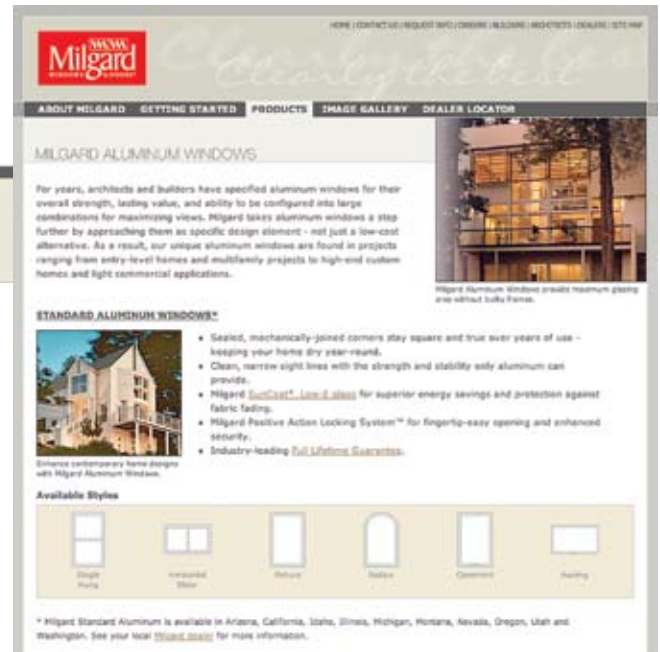 HOME | CONTACT US | REQUEST INFO | CAREERS | BUILDERS | ARCHITECTS | DEALERS | SITE MAP
Milgard
WINDOWS & DOORS
Clearly the best
ABOUT MILGARD GETTING STARTED PRODUCTS IMAGE GALLERY DEALER LOCATOR
MILGARD ALUMINUM WINDOWS
For years, architects and builders have specified aluminum windows for their
overall strength, lasting value, and ability to be configured into large
combinations for maximizing views. Milgard takes aluminum windows a step
further by approaching them as specific design element - not just a low-cost
alternative. As a result, our unique aluminum windows are found in projects
ranging from entry-level homes and multifamily projects to high-end custom
homes and light commercial applications.
Milgard Aluminum Windows provide maximum glazing
area without bulky frames.
STANDARD ALUMINUM WINDOWS*
• Sealed, mechanically-joined corners stay square and true over years of use -
keeping your home dry year-round.
• Clean, narrow sight lines with the strength and stability only aluminum can
provide.
• Milgard SunCoat® Low-E glass for superior energy savings and protection against
fabric fading.
• Milgard Positive Action Locking System™ for fingertip-easy opening and enhanced
security.
• Industry-leading Full Lifetime Guarantee.
Enhance contemporary home designs
with Milgard Aluminum Windows.
Available Styles
Single
Hung
Horizontal
Slider
Picture
Radius
Casement
Awning
* Milgard Standard Aluminum is available in Arizona, California, Idaho, Illinois, Michigan, Montana, Nevada, Oregon, Utah and
Washington. See your local Milgard dealer for more information.